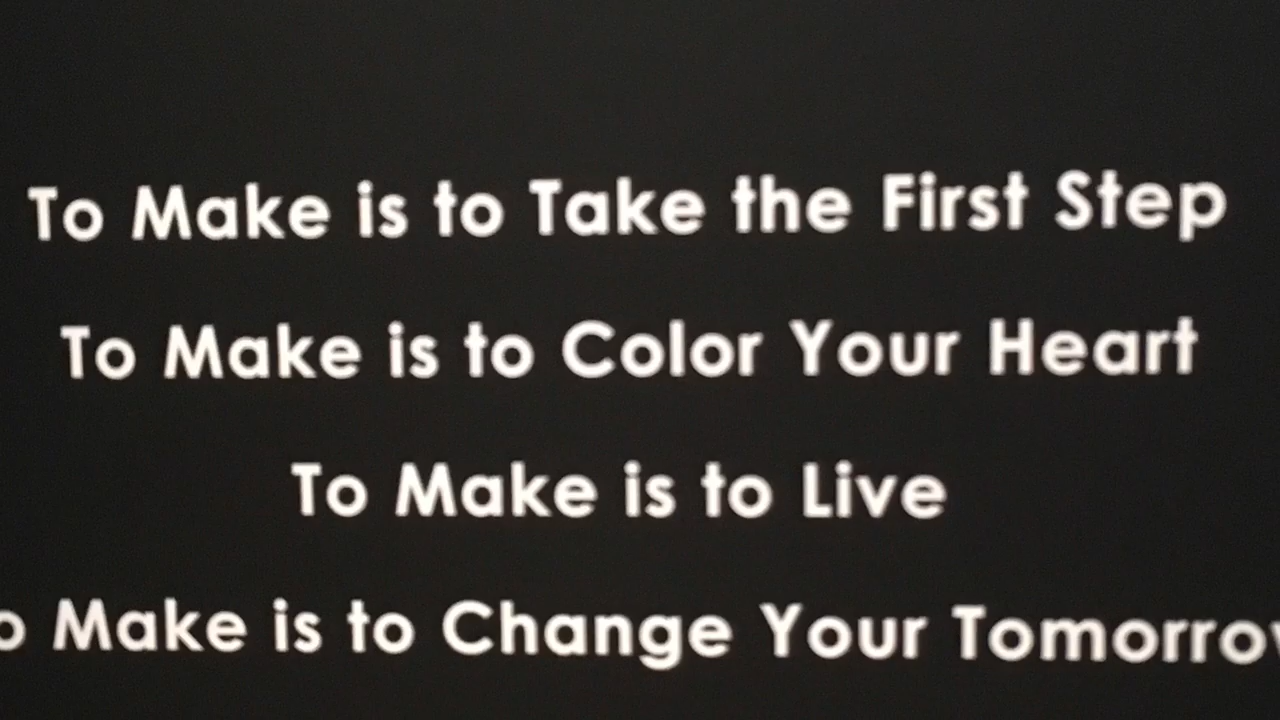 To Make is to Take the First Step
To Make is to Color Your Heart
To Make is to Live
o Make is to Change Your Tomorrov